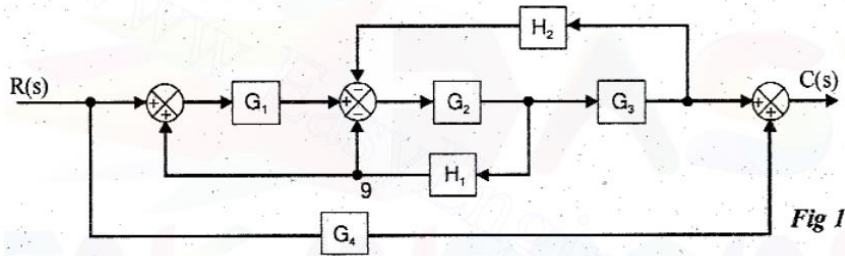 H₂
R(s)
C(s)
+
+
G₁
−
+
−
G₂
G₃
+
+
H₁
9
G₄
Fig 1